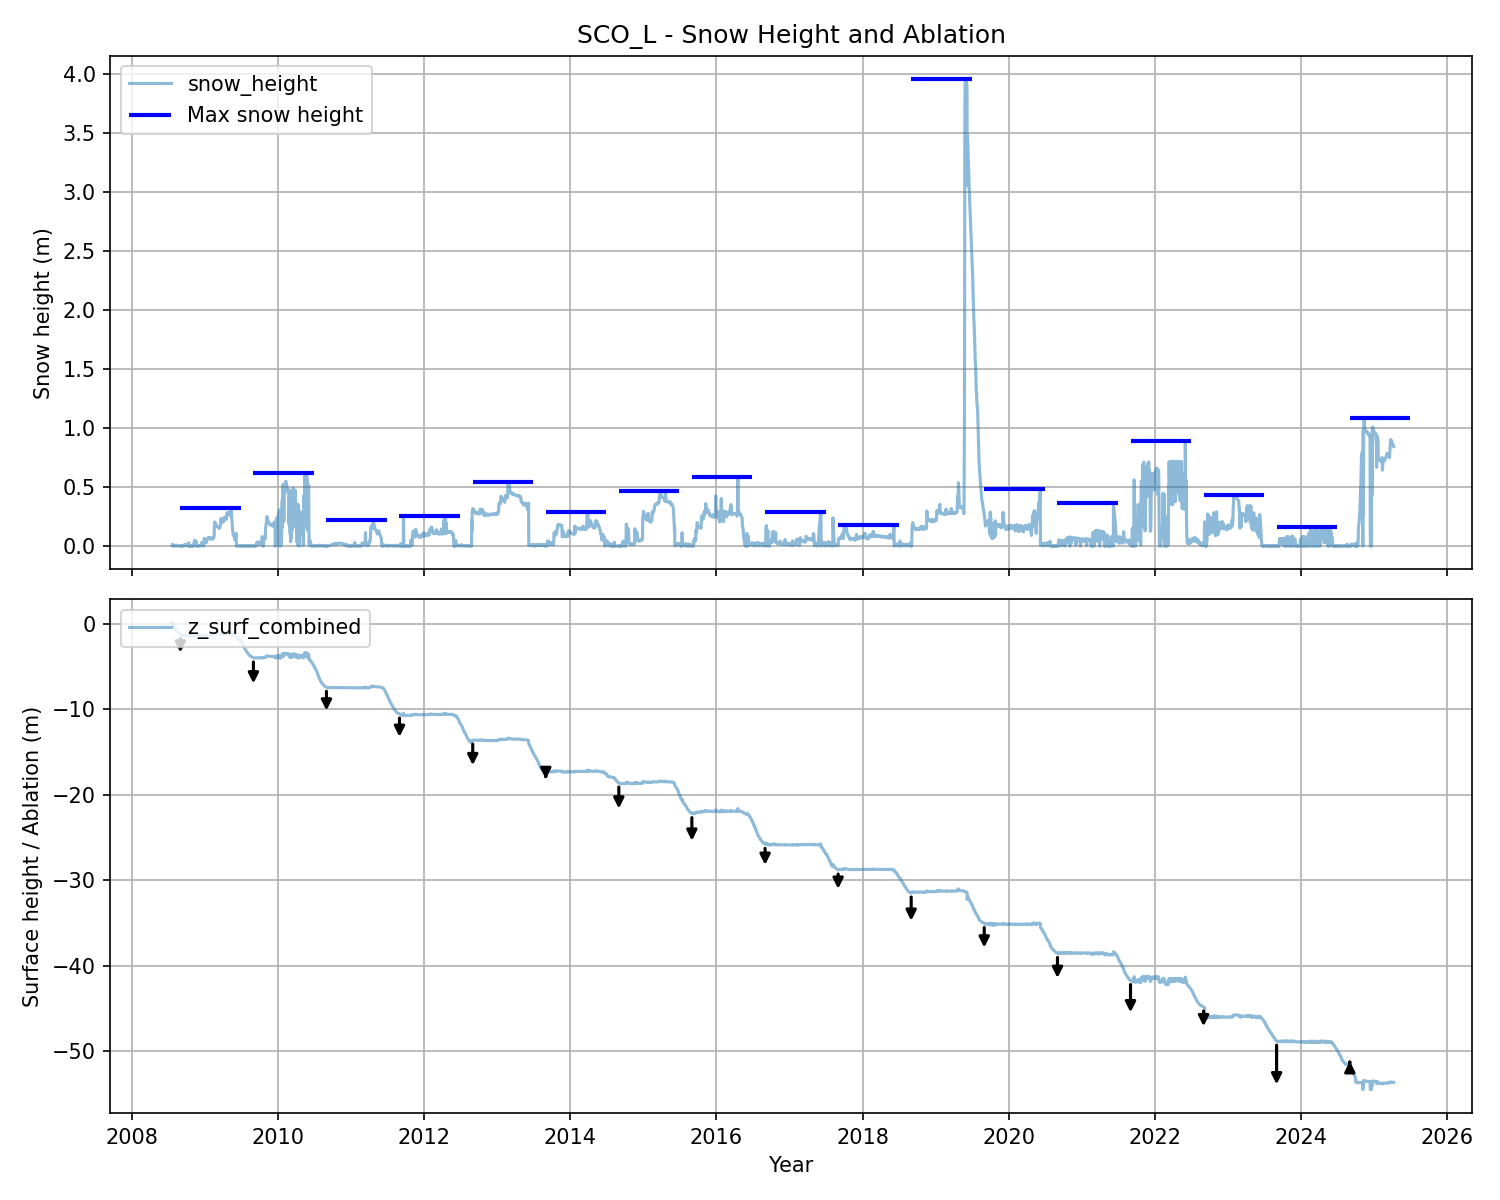 SCO_L - Snow Height and Ablation
snow_height
Max snow height
Snow height (m)
4.0
3.5
3.0
2.5
2.0
1.5
1.0
0.5
0.0
z_surf_combined
Surface height / Ablation (m)
0
−10
−20
−30
−40
−50
2008 2010 2012 2014 2016 2018 2020 2022 2024 2026
Year